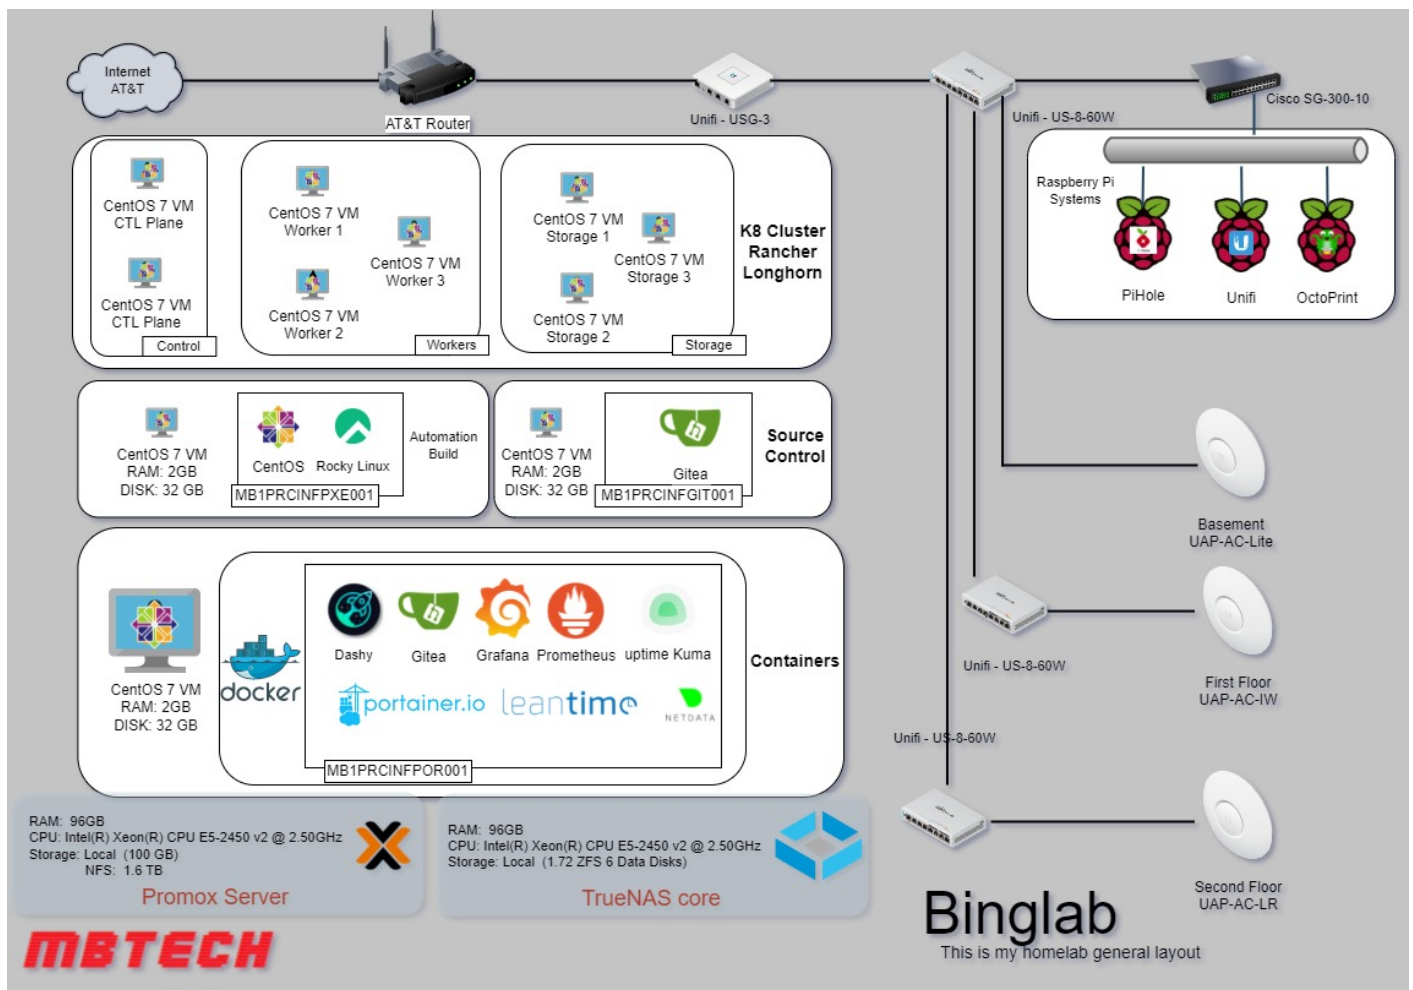 Internet
AT&T
AT&T Router
Unifi - USG-3
Unifi - US-8-60W
Cisco SG-300-10
CentOS 7 VM
CTL Plane
CentOS 7 VM
CTL Plane
Control
CentOS 7 VM
Worker 1
CentOS 7 VM
Worker 3
CentOS 7 VM
Worker 2
Workers
CentOS 7 VM
Storage 1
CentOS 7 VM
Storage 3
CentOS 7 VM
Storage 2
Storage
K8 Cluster
Rancher
Longhorn
Raspberry Pi
Systems
PiHole
Unifi
OctoPrint
CentOS 7 VM
RAM: 2GB
DISK: 32 GB
CentOS
Rocky Linux
MB1PRCINFPXE001
Automation
Build
CentOS 7 VM
RAM: 2GB
DISK: 32 GB
Gitea
MB1PRCINFGIT001
Source
Control
Basement
UAP-AC-Lite
CentOS 7 VM
RAM: 2GB
DISK: 32 GB
docker
Dashy
Gitea
Grafana
Prometheus
uptime Kuma
portainer.io
leantime
NETDATA
MB1PRCINFPOR001
Containers
Unifi - US-8-60W
First Floor
UAP-AC-IW
Unifi - US-8-60W
Second Floor
UAP-AC-LR
RAM: 96GB
CPU: Intel(R) Xeon(R) CPU E5-2450 v2 @ 2.50GHz
Storage: Local (100 GB)
NFS: 1.6 TB
Promox Server
RAM: 96GB
CPU: Intel(R) Xeon(R) CPU E5-2450 v2 @ 2.50GHz
Storage: Local (1.72 ZFS 6 Data Disks)
TrueNAS core
MBTECH
Binglab
This is my homelab general layout